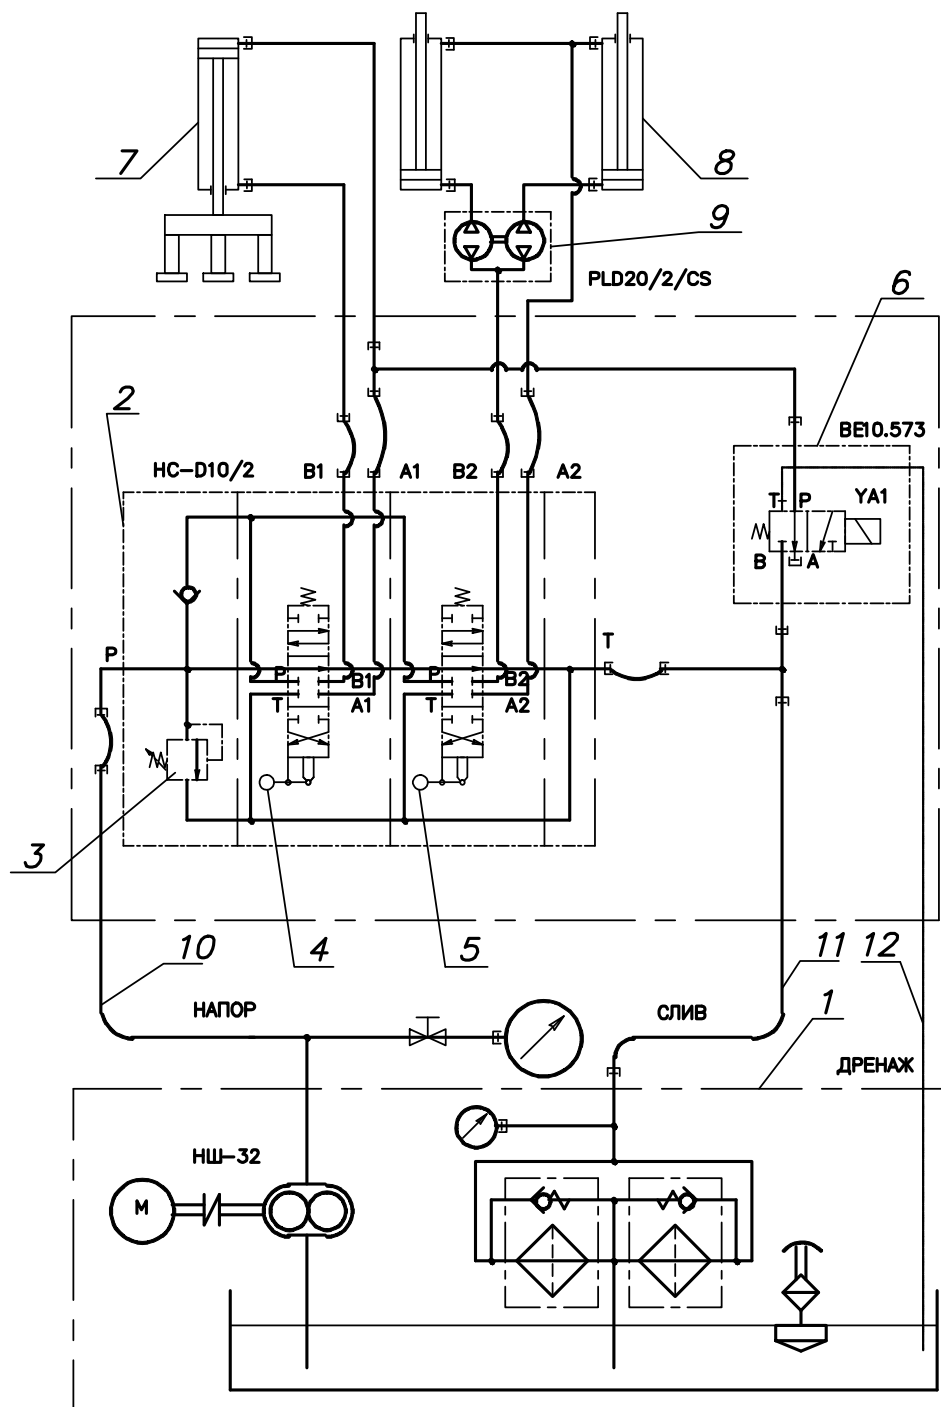 7
8
9
PLD20/2/CS
6
2
BE10.573
HC-D10/2
B1
A1
B2
A2
T
P
YA1
B
A
P
T
P
B1
P
B2
T
A1
T
A2
3
4
5
10
11
12
НАПОР
СЛИВ
1
ДРЕНАЖ
НШ-32
М